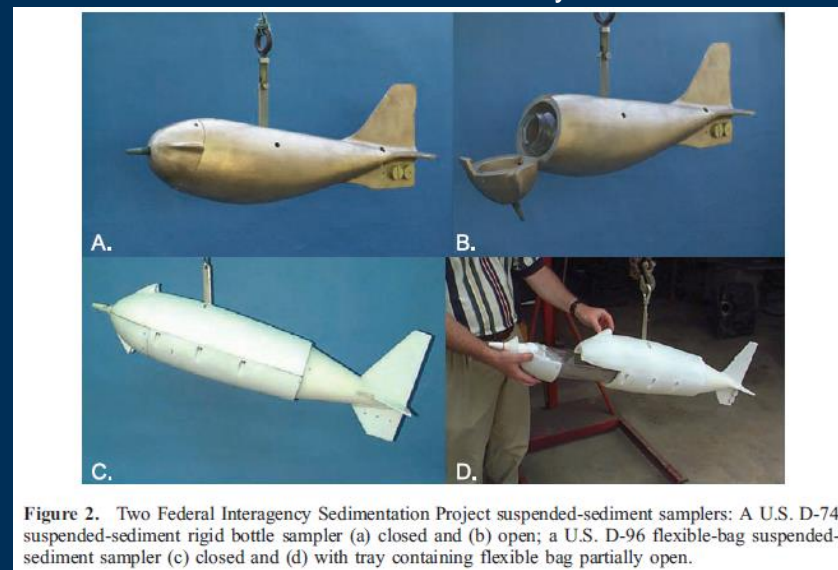 A.
B.
C.
D.
Figure 2. Two Federal Interagency Sedimentation Project suspended-sediment samplers: A U.S. D-74
suspended-sediment rigid bottle sampler (a) closed and (b) open; a U.S. D-96 flexible-bag suspended-
sediment sampler (c) closed and (d) with tray containing flexible bag partially open.